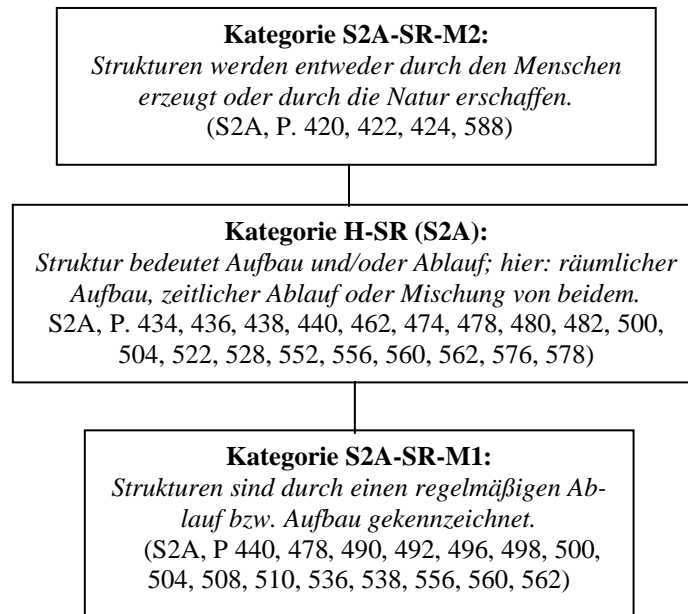 Kategorie S2A-SR-M2:
Strukturen werden entweder durch den Menschen
erzeugt oder durch die Natur erschaffen.
(S2A, P. 420, 422, 424, 588)
Kategorie H-SR (S2A):
Struktur bedeutet Aufbau und/oder Ablauf; hier: räumlicher
Aufbau, zeitlicher Ablauf oder Mischung von beidem.
S2A, P. 434, 436, 438, 440, 462, 474, 478, 480, 482, 500,
504, 522, 528, 552, 556, 560, 562, 576, 578)
Kategorie S2A-SR-M1:
Strukturen sind durch einen regelmäßigen Ab-
lauf bzw. Aufbau gekennzeichnet.
(S2A, P 440, 478, 490, 492, 496, 498, 500,
504, 508, 510, 536, 538, 556, 560, 562)